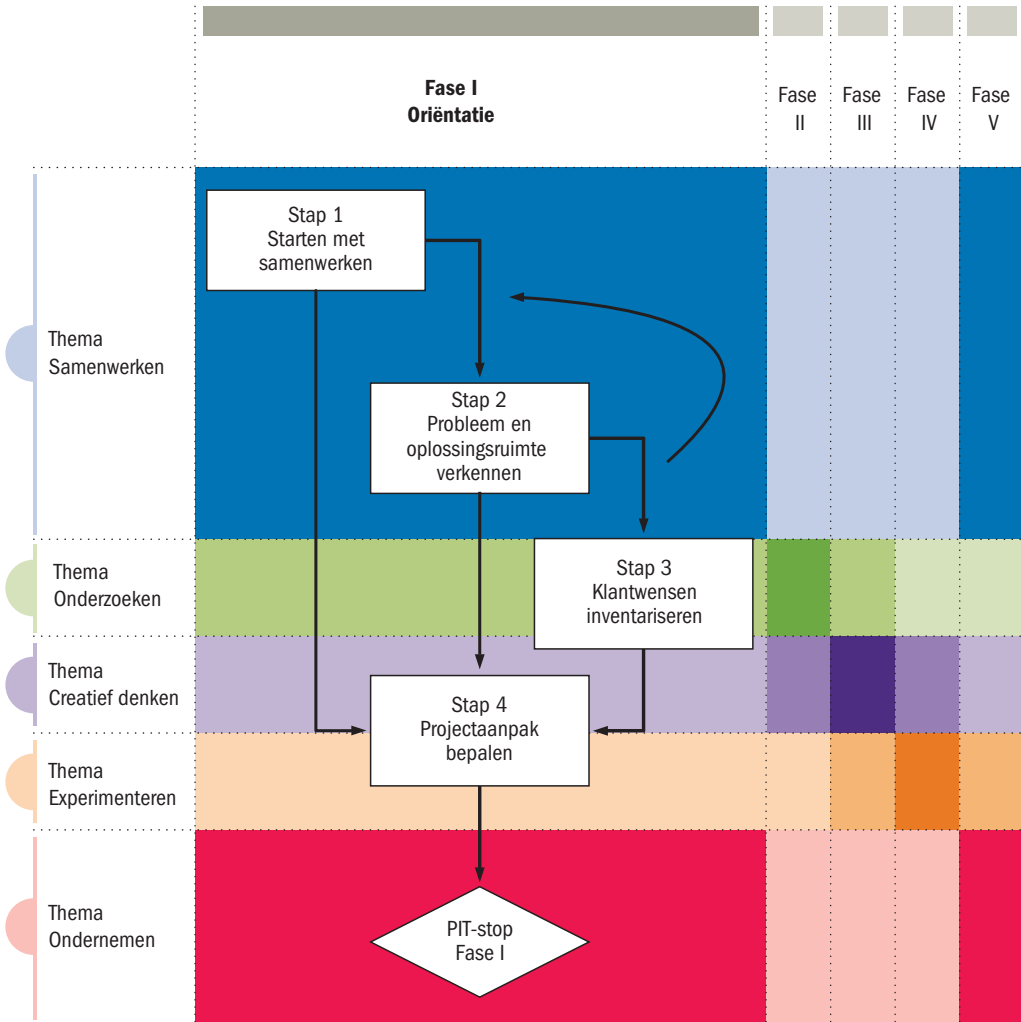 Fase I
Oriëntatie
Fase
II
Fase
III
Fase
IV
Fase
V
Stap 1
Starten met
samenwerken
Thema
Samenwerken
Stap 2
Probleem en
oplossingsruimte
verkennen
Thema
Onderzoeken
Stap 3
Klantwensen
inventariseren
Thema
Creatief denken
Stap 4
Projectaanpak
bepalen
Thema
Experimenteren
Thema
Ondernemen
PIT-stop
Fase I